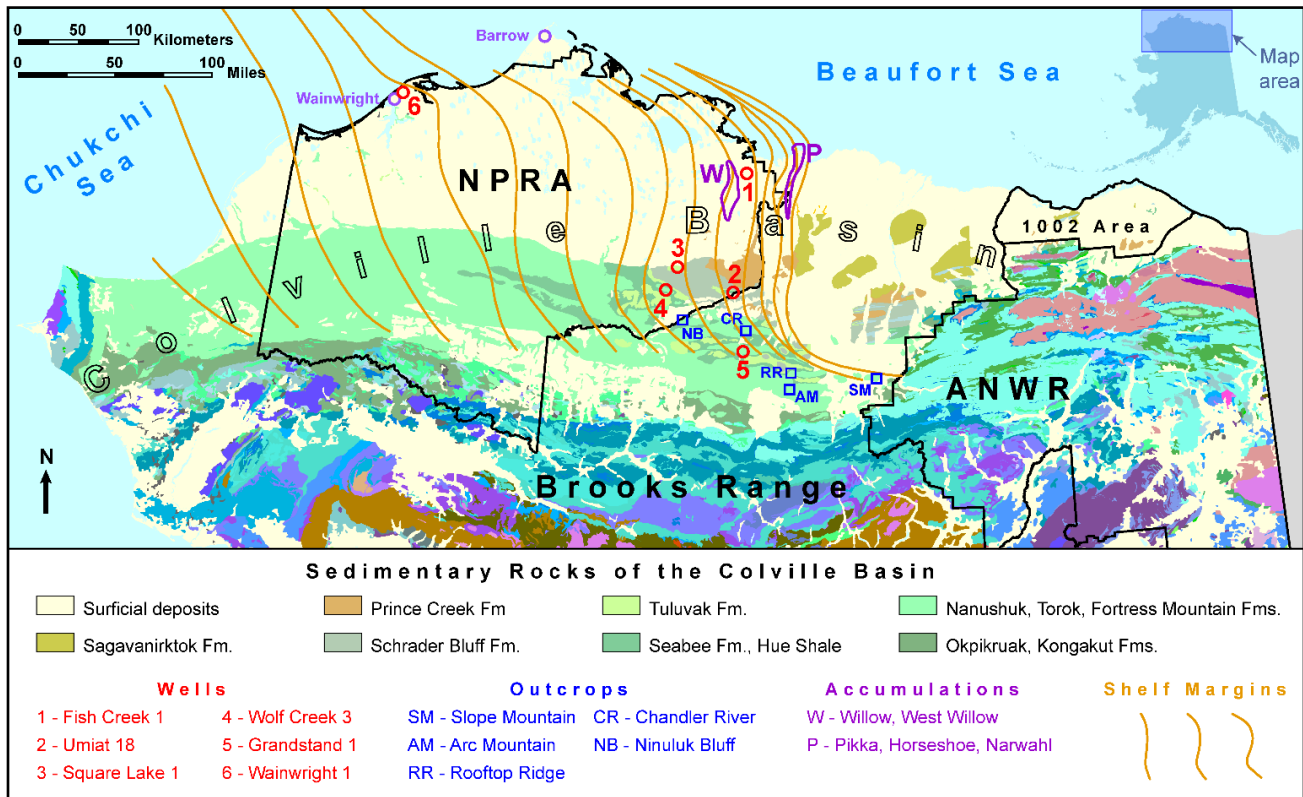 0 50 100 Kilometers
0 50 100 Miles
Barrow
Wainwright
6
Chukchi Sea
Beaufort Sea
Map area
NPRA
W
P
1
Colville Basin
1002 Area
3
2
4
NB
CR
5
RR
AM
SM
ANWR
N
Brooks Range
Sedimentary Rocks of the Colville Basin
Surficial deposits
Prince Creek Fm
Tuluvak Fm.
Nanushuk, Torok, Fortress Mountain Fms.
Sagavanirktok Fm.
Schrader Bluff Fm.
Seabee Fm., Hue Shale
Okpikruak, Kongakut Fms.
Wells
1 - Fish Creek 1
2 - Umiat 18
3 - Square Lake 1
4 - Wolf Creek 3
5 - Grandstand 1
6 - Wainwright 1
Outcrops
SM - Slope Mountain
AM - Arc Mountain
RR - Rooftop Ridge
CR - Chandler River
NB - Ninuluk Bluff
Accumulations
W - Willow, West Willow
P - Pikka, Horseshoe, Narwahl
Shelf Margins